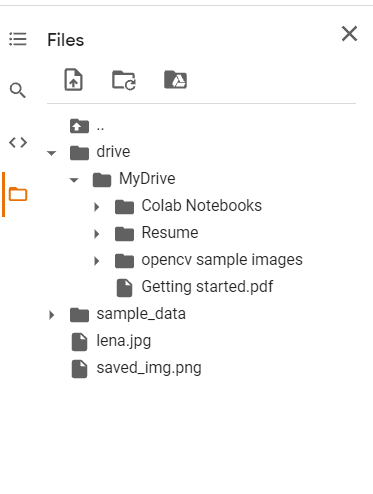 Files
..
drive
MyDrive
Colab Notebooks
Resume
opencv sample images
Getting started.pdf
sample_data
lena.jpg
saved_img.png